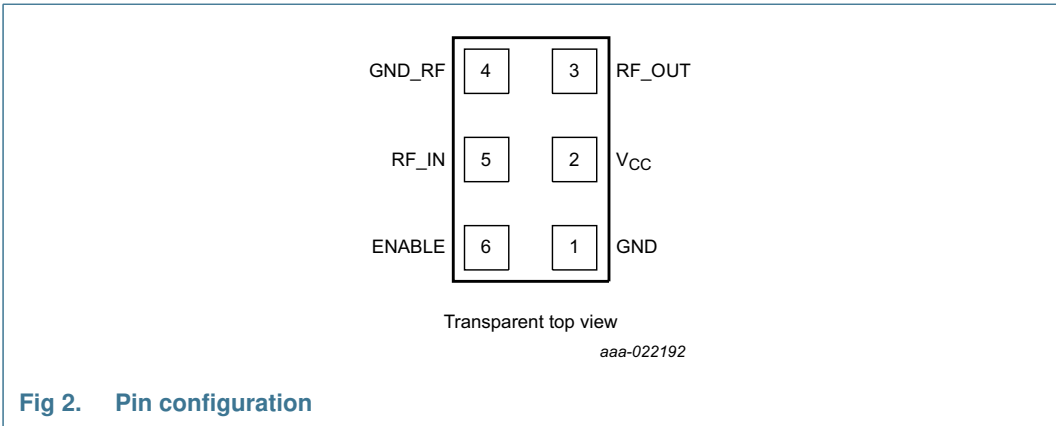 GND_RF 4 3 RF_OUT
RF_IN 5 2 VCC
ENABLE 6 1 GND
Transparent top view
aaa-022192
Fig 2. Pin configuration